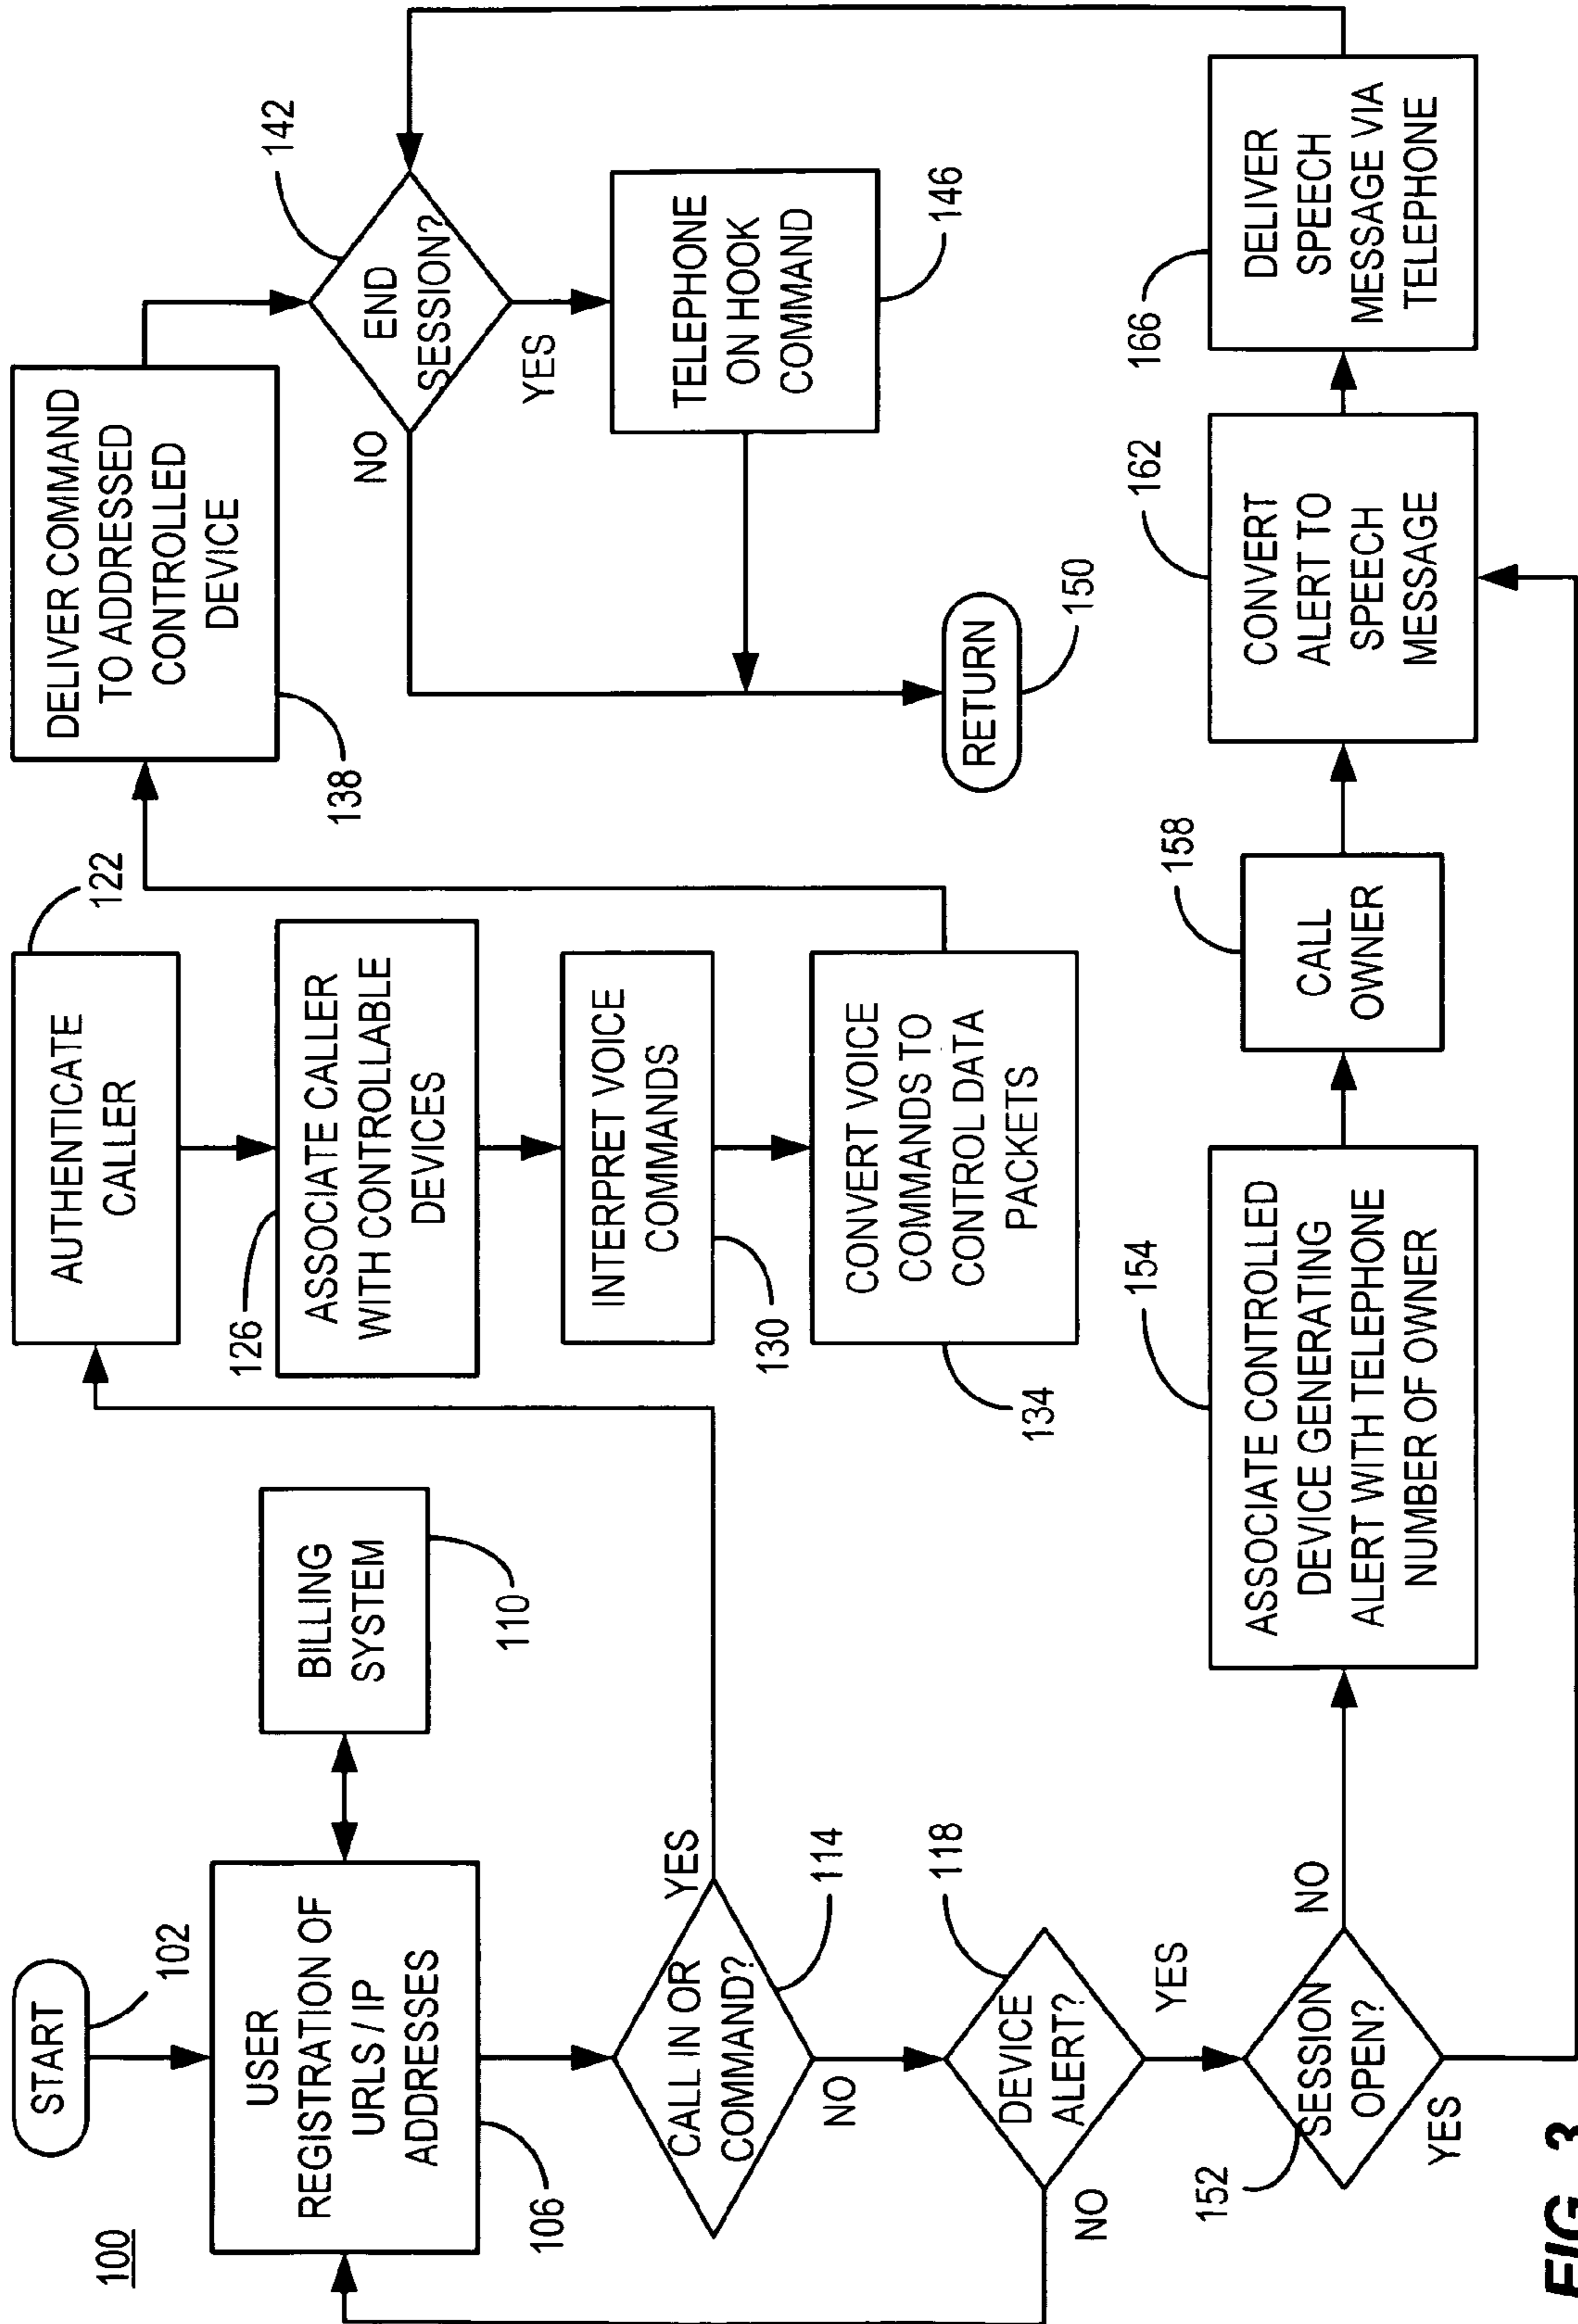 100
START
102
USER
REGISTRATION OF
URLS / IP
ADDRESSES
106
BILLING
SYSTEM
110
CALL IN OR
COMMAND?
114
YES
NO
DEVICE
ALERT?
118
NO
YES
SESSION
OPEN?
152
NO
YES
AUTHENTICATE
CALLER
122
ASSOCIATE CALLER
WITH CONTROLLABLE
DEVICES
126
INTERPRET VOICE
COMMANDS
130
CONVERT VOICE
COMMANDS TO
CONTROL DATA
PACKETS
134
DELIVER COMMAND
TO ADDRESSED
CONTROLLED
DEVICE
138
END
SESSION?
142
NO
YES
TELEPHONE
ON HOOK
COMMAND
146
RETURN
150
ASSOCIATE CONTROLLED
DEVICE GENERATING
ALERT WITH TELEPHONE
NUMBER OF OWNER
154
CALL
OWNER
158
CONVERT
ALERT TO
SPEECH
MESSAGE
162
DELIVER
SPEECH
MESSAGE VIA
TELEPHONE
166
FIG. 3